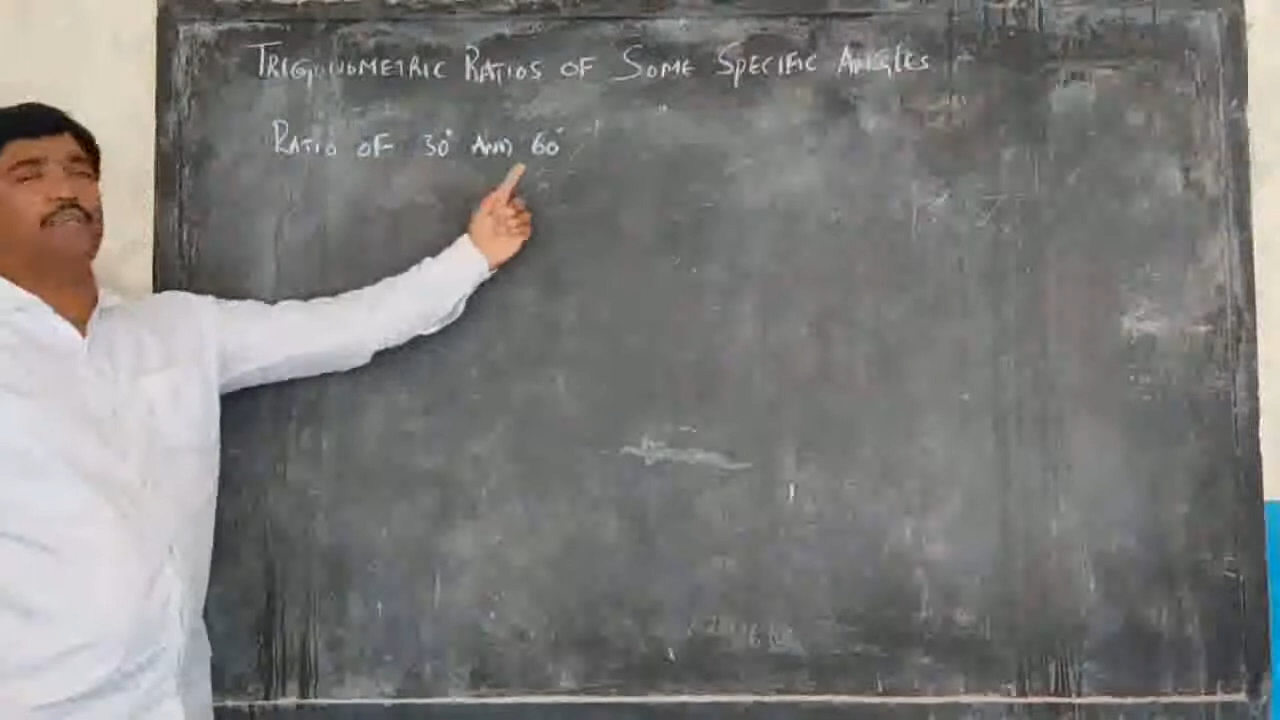 TRIGONOMETRIC RATIOS OF SOME SPECIFIC ANGLES
RATIO OF 30° AND 60°